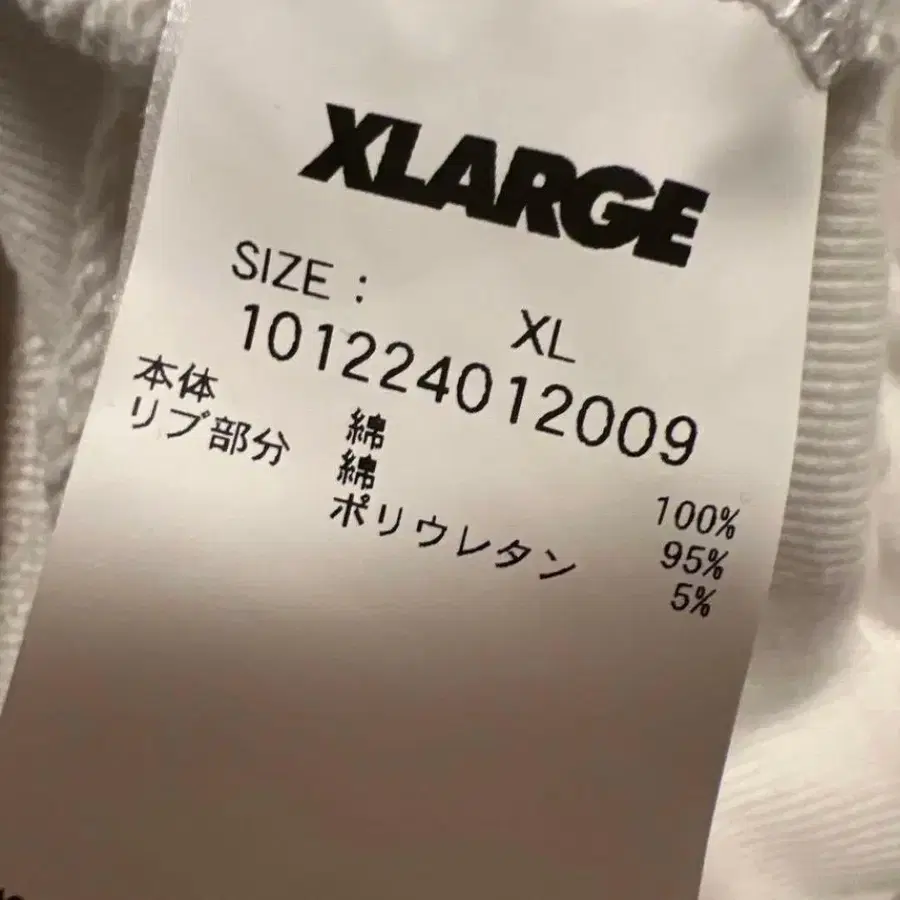 XLARGE
SIZE : XL
101224012009
本体 綿 100%
リブ部分 綿 95%
ポリウレタン 5%